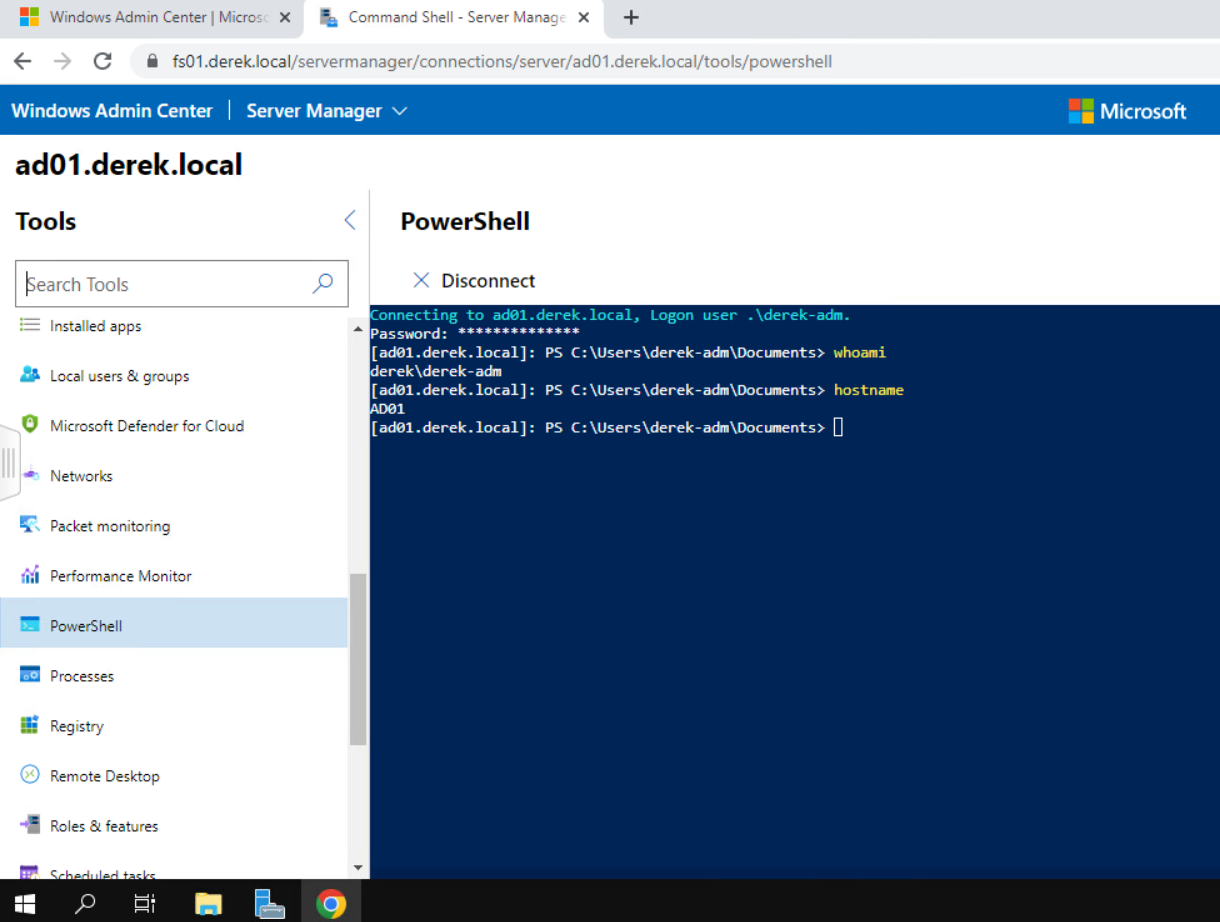 Windows Admin Center | Micros
Command Shell - Server Manage
fs01.derek.local/servermanager/connections/server/ad01.derek.local/tools/powershell
Windows Admin Center | Server Manager
Microsoft
ad01.derek.local
Tools
Search Tools
Installed apps
Local users & groups
Microsoft Defender for Cloud
Networks
Packet monitoring
Performance Monitor
PowerShell
Processes
Registry
Remote Desktop
Roles & features
Scheduled tasks
PowerShell
Disconnect
Connecting to ad01.derek.local, Logon user .\derek-adm.
Password: **************
[ad01.derek.local]: PS C:\Users\derek-adm\Documents> whoami
derek\derek-adm
[ad01.derek.local]: PS C:\Users\derek-adm\Documents> hostname
AD01
[ad01.derek.local]: PS C:\Users\derek-adm\Documents>